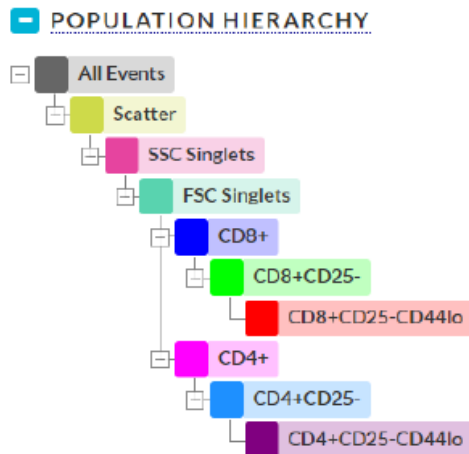 POPULATION HIERARCHY
All Events
Scatter
SSC Singlets
FSC Singlets
CD8+
CD8+CD25-
CD8+CD25-CD44lo
CD4+
CD4+CD25-
CD4+CD25-CD44lo